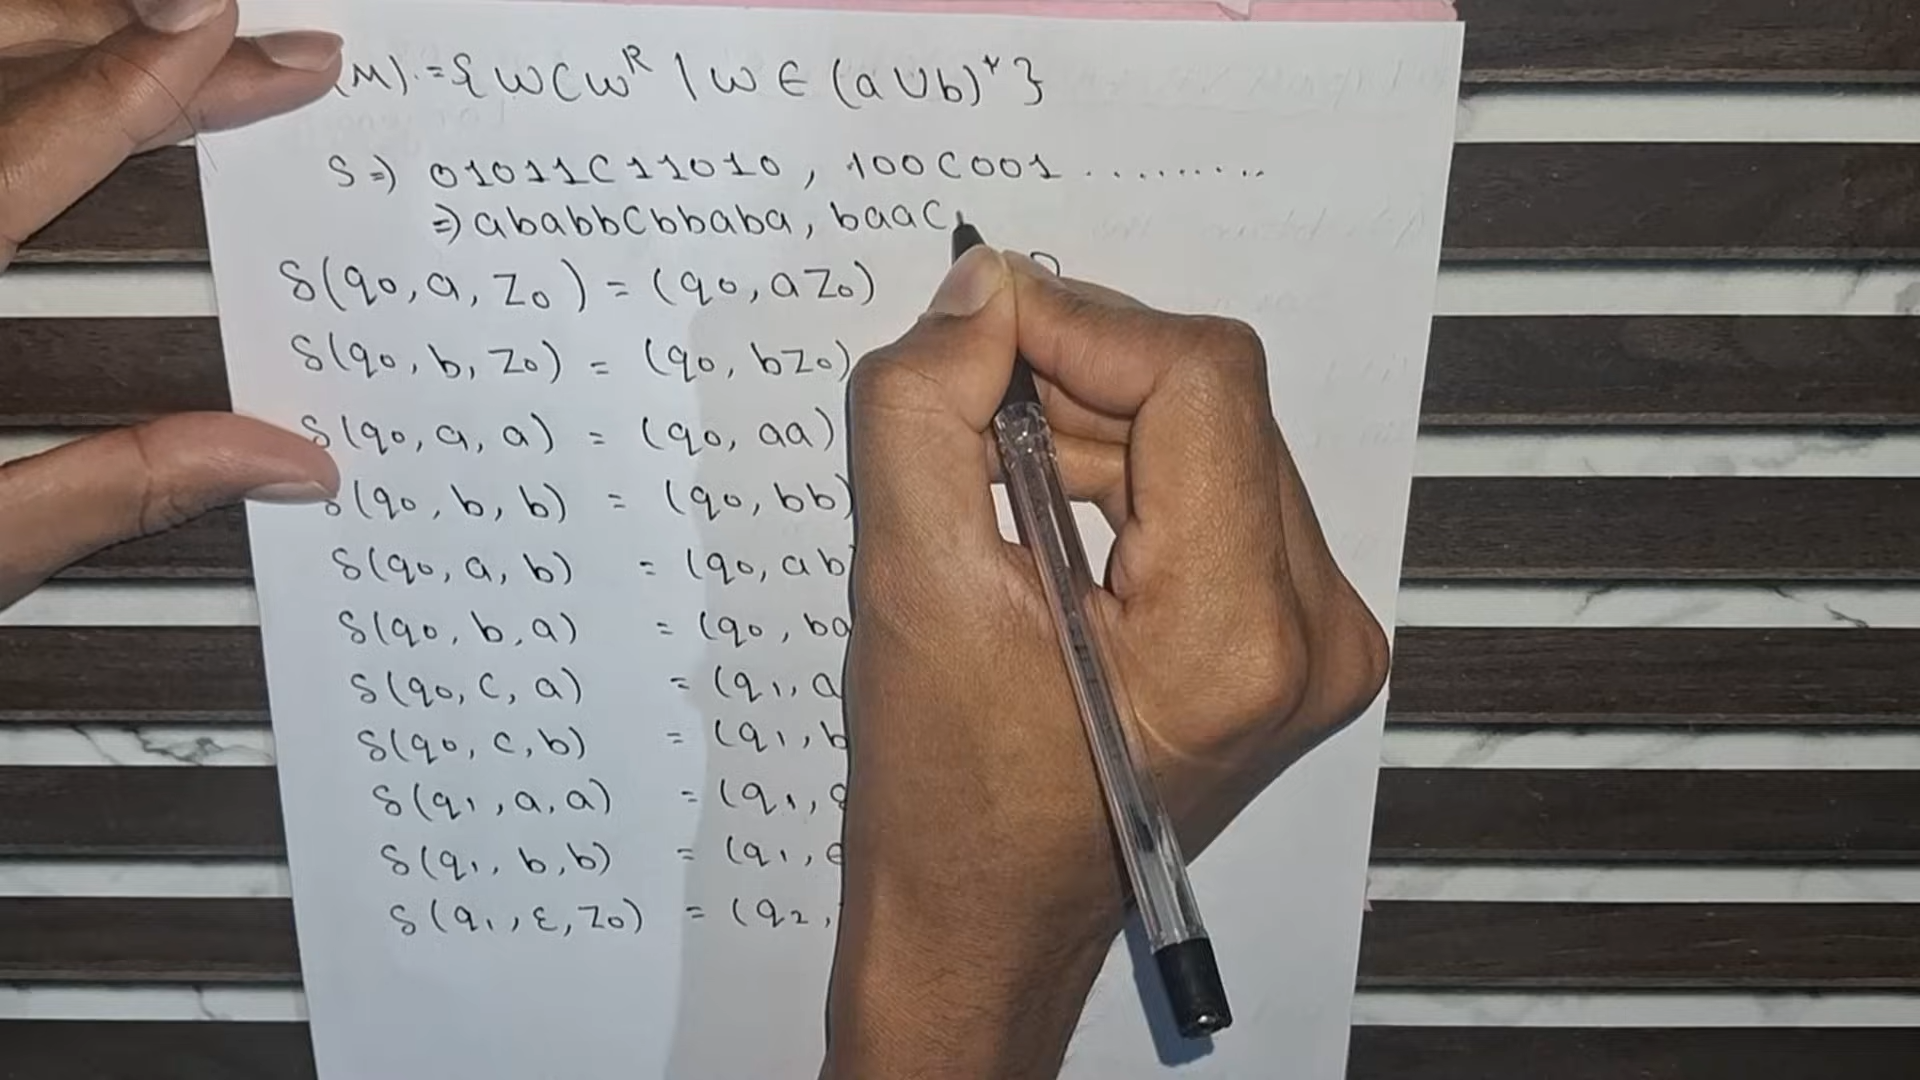 (M) = { wCwᴿ | w ∈ (a ∪ b)⁺ }
S ⇒ 01011C11010, 100C001 .........
⇒ ababbCbbaba, baaC
δ(q0, a, Z0) = (q0, aZ0)
δ(q0, b, Z0) = (q0, bZ0)
δ(q0, a, a) = (q0, aa)
δ(q0, b, b) = (q0, bb)
δ(q0, a, b) = (q0, ab
δ(q0, b, a) = (q0, ba
δ(q0, c, a) = (q1, a
δ(q0, c, b) = (q1, b
δ(q1, a, a) = (q1,
δ(q1, b, b) = (q1,
δ(q1, ε, Z0) = (q2,